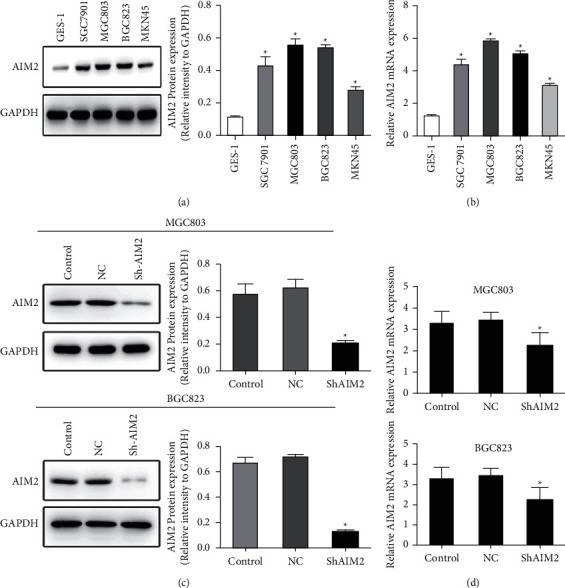 GES-1
SGC7901
MGC803
BGC823
MKN45
AIM2
GAPDH
AIM2 Protein expression
(Relative intensity to GAPDH)
0.8
0.6
0.4
0.2
0.0
* * * *
GES-1
SGC 7901
MGC803
BGC823
MKN45
(a)
Relative AIM2 mRNA expression
8
6
4
2
0
* * * *
GES-1
SGC7901
MGC803
BGC823
MKN45
(b)
MGC803
Control
NC
Sh-AIM2
AIM2
GAPDH
AIM2 Protein expression
(Relative intensity to GAPDH)
0.8
0.6
0.4
0.2
0.0
*
Control NC ShAIM2
BGC823
Control
NC
Sh-AIM2
AIM2
GAPDH
AIM2 Protein expression
(Relative intensity to GAPDH)
0.8
0.6
0.4
0.2
0.0
*
Control NC ShAIM2
(c)
MGC803
Relative AIM2 mRNA expression
5
4
3
2
1
0
*
Control NC ShAIM2
BGC823
Relative AIM2 mRNA expression
5
4
3
2
1
0
*
Control NC ShAIM2
(d)